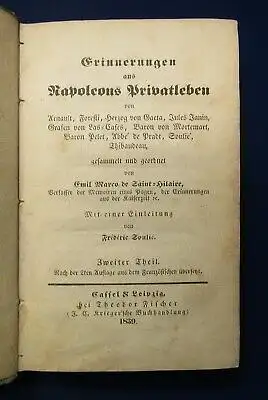 Erinnerungen
aus
Napoleons Privatleben
von
Arnault, Foresti, Herzog von Gaeta, Jules Janin,
Grafen von Las-Cases, Baron von Mortemart,
Baron Pelet, Abbé de Pradt, Soulié,
Thibaudeau,
gesammelt und geordnet
von
Emil Marco de Saint-Hilaire,
Verfasser der Memoiren eines Pagen, der Erinnerungen
aus der Kaiserzeit &c.
Mit einer Einleitung
von
Frédéric Soulié.
Zweiter Theil.
Nach der 2ten Auflage aus dem Französischen übersetzt.
Cassel & Leipzig,
bei Theodor Fischer
(J. C. Krieger'sche Buchhandlung)
1839.